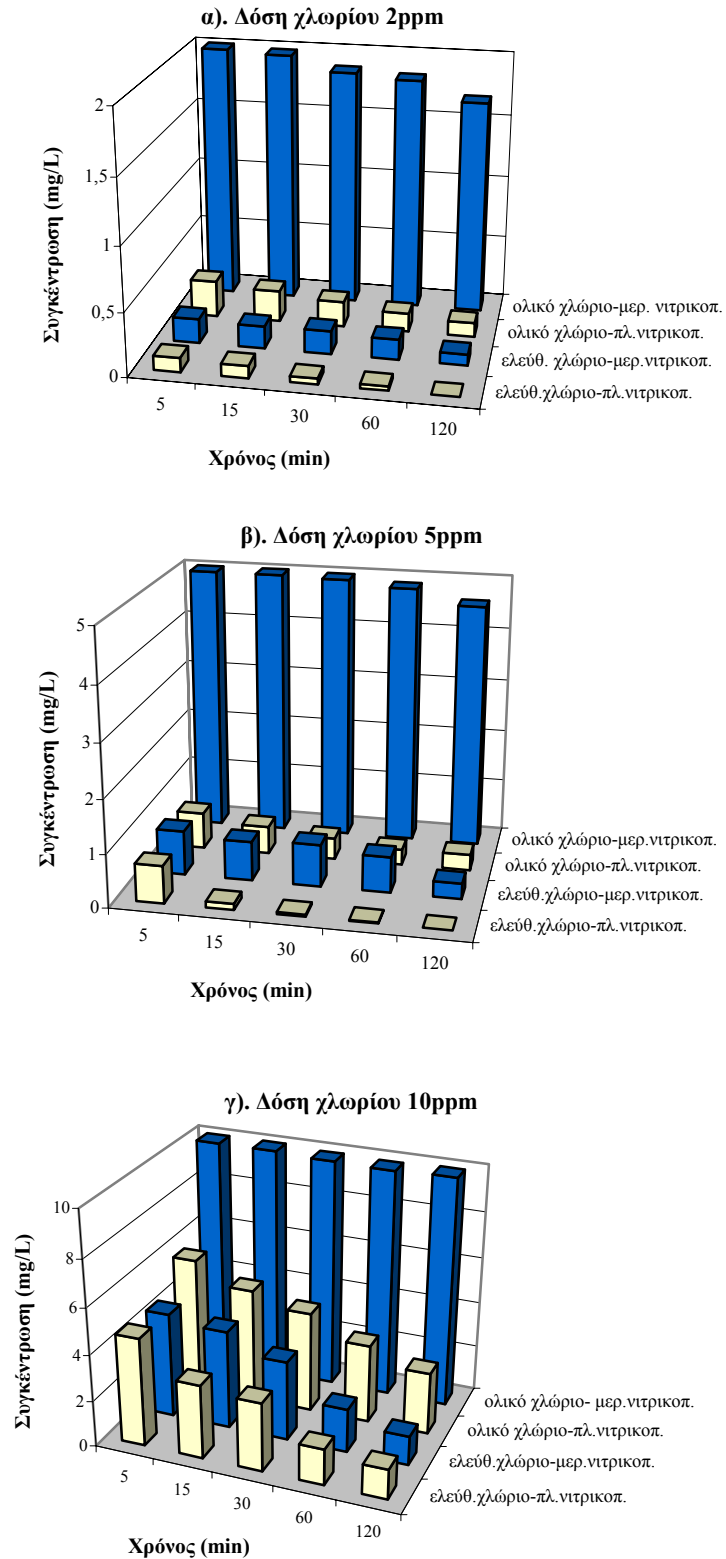 α). Δόση χλωρίου 2ppm
2
1,5
1
0,5
0
Συγκέντρωση (mg/L)
5
15
30
60
120
Χρόνος (min)
ολικό χλώριο-μερ. νιτρικοπ.
ολικό χλώριο-πλ.νιτρικοπ.
ελεύθ. χλώριο-μερ.νιτρικοπ.
ελεύθ.χλώριο-πλ.νιτρικοπ.
β). Δόση χλωρίου 5ppm
5
4
3
2
1
0
Συγκέντρωση (mg/L)
5
15
30
60
120
Χρόνος (min)
ολικό χλώριο-μερ.νιτρικοπ.
ολικό χλώριο-πλ.νιτρικοπ.
ελεύθ.χλώριο-μερ.νιτρικοπ.
ελεύθ.χλώριο-πλ.νιτρικοπ.
γ). Δόση χλωρίου 10ppm
10
8
6
4
2
0
Συγκέντρωση (mg/L)
5
15
30
60
120
Χρόνος (min)
ολικό χλώριο- μερ.νιτρικοπ.
ολικό χλώριο-πλ.νιτρικοπ.
ελεύθ.χλώριο-μερ.νιτρικοπ.
ελεύθ.χλώριο-πλ.νιτρικοπ.